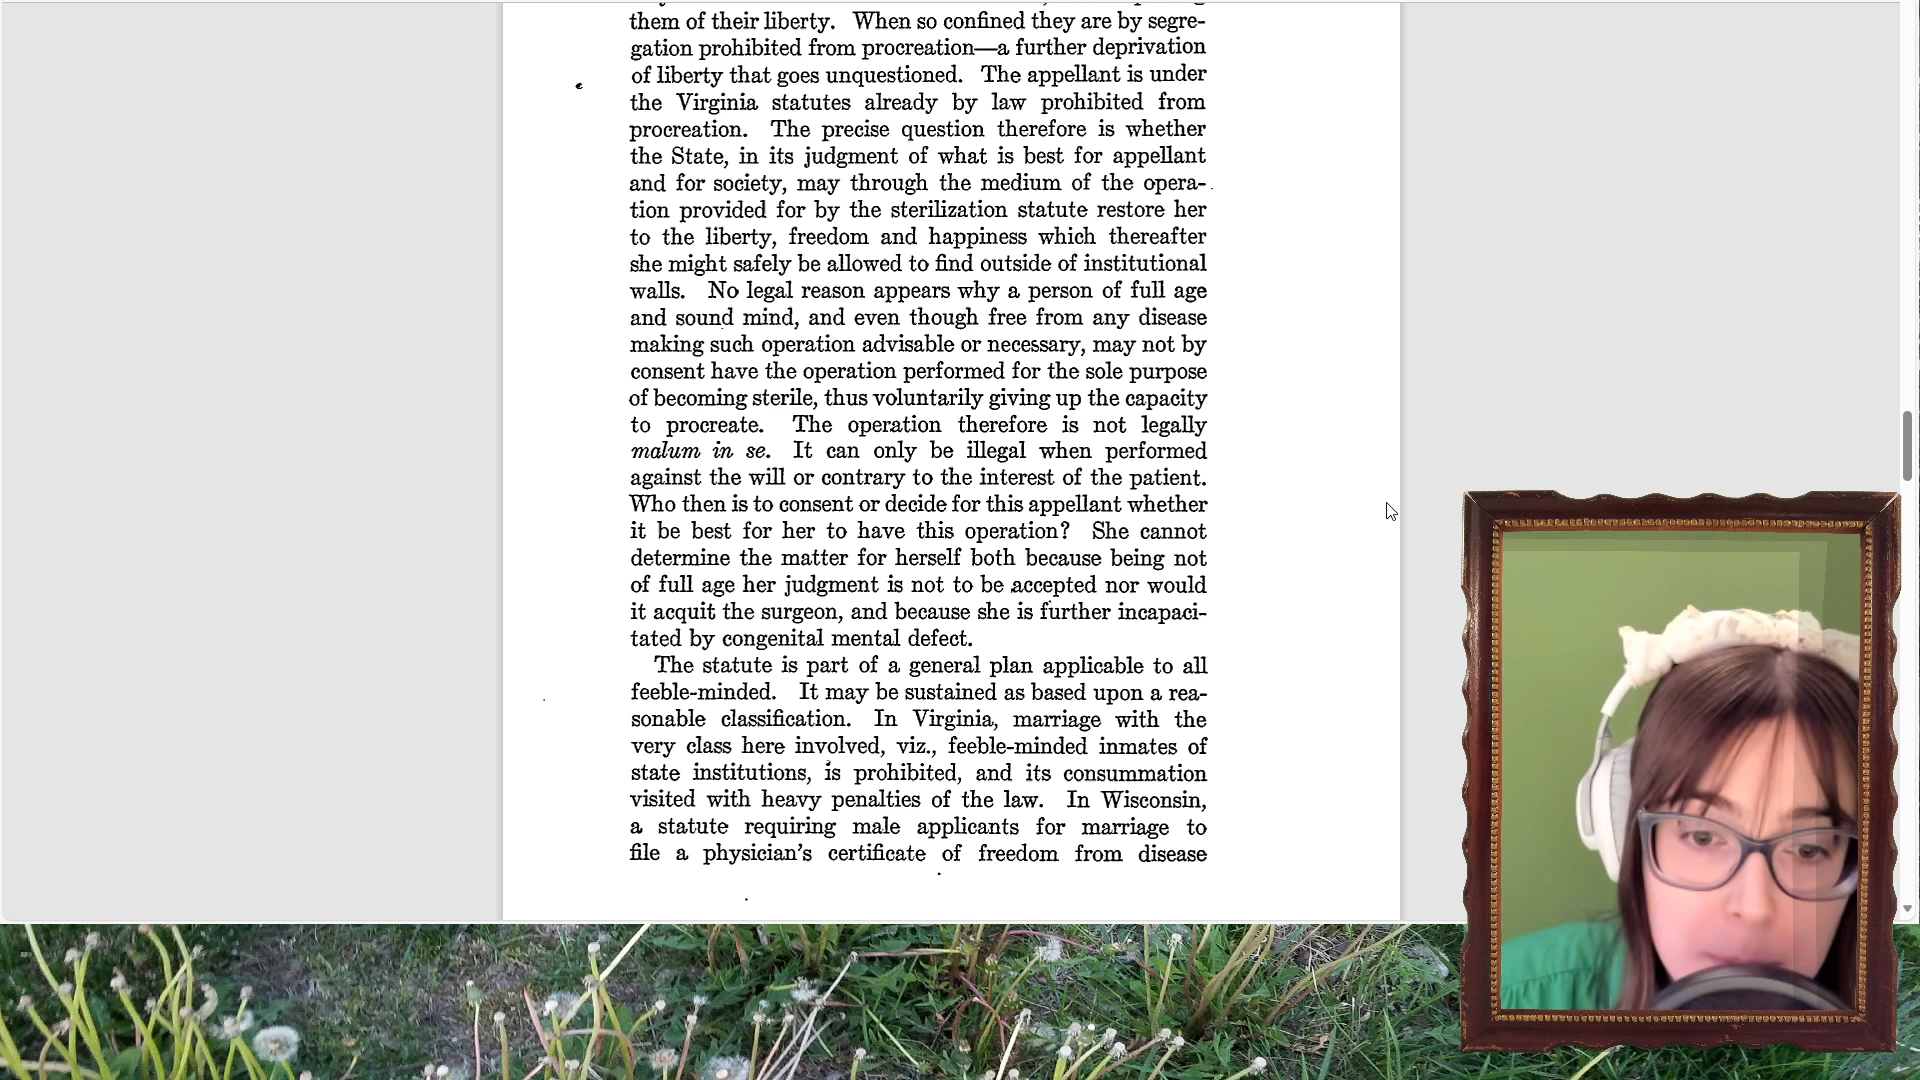 them of their liberty. When so confined they are by segre-
gation prohibited from procreation—a further deprivation
of liberty that goes unquestioned. The appellant is under
the Virginia statutes already by law prohibited from
procreation. The precise question therefore is whether
the State, in its judgment of what is best for appellant
and for society, may through the medium of the opera-
tion provided for by the sterilization statute restore her
to the liberty, freedom and happiness which thereafter
she might safely be allowed to find outside of institutional
walls. No legal reason appears why a person of full age
and sound mind, and even though free from any disease
making such operation advisable or necessary, may not by
consent have the operation performed for the sole purpose
of becoming sterile, thus voluntarily giving up the capacity
to procreate. The operation therefore is not legally
malum in se. It can only be illegal when performed
against the will or contrary to the interest of the patient.
Who then is to consent or decide for this appellant whether
it be best for her to have this operation? She cannot
determine the matter for herself both because being not
of full age her judgment is not to be accepted nor would
it acquit the surgeon, and because she is further incapaci-
tated by congenital mental defect.
The statute is part of a general plan applicable to all
feeble-minded. It may be sustained as based upon a rea-
sonable classification. In Virginia, marriage with the
very class here involved, viz., feeble-minded inmates of
state institutions, is prohibited, and its consummation
visited with heavy penalties of the law. In Wisconsin,
a statute requiring male applicants for marriage to
file a physician's certificate of freedom from disease